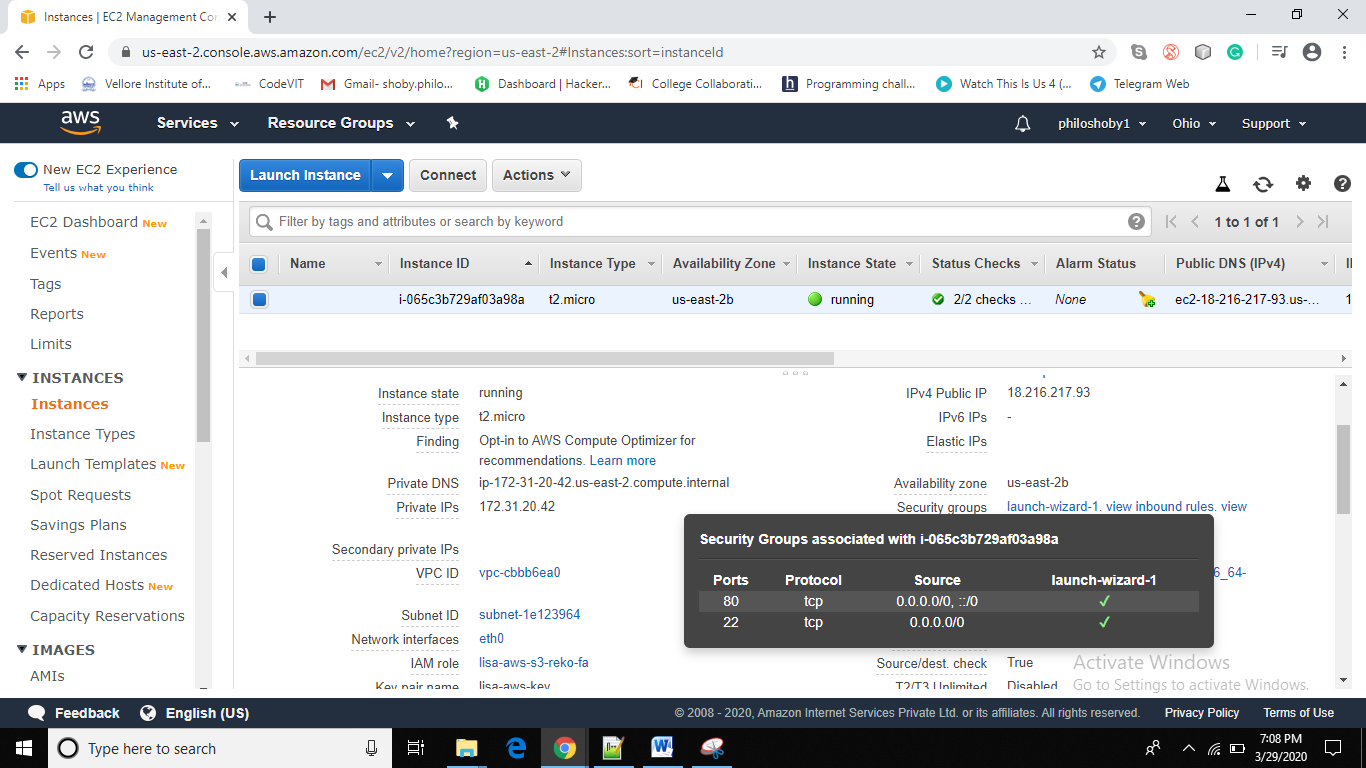 Instances | EC2 Management Con
us-east-2.console.aws.amazon.com/ec2/v2/home?region=us-east-2#Instances:sort=instanceId
Apps Vellore Institute of... CodeVIT Gmail- shoby.philo... Dashboard | Hacker... College Collaborati... Programming chall... Watch This Is Us 4 (... Telegram Web
aws Services Resource Groups philoshoby1 Ohio Support
New EC2 Experience
Tell us what you think
EC2 Dashboard New
Events New
Tags
Reports
Limits
INSTANCES
Instances
Instance Types
Launch Templates New
Spot Requests
Savings Plans
Reserved Instances
Dedicated Hosts New
Capacity Reservations
IMAGES
AMIs
Launch Instance Connect Actions
Filter by tags and attributes or search by keyword
1 to 1 of 1
Name Instance ID Instance Type Availability Zone Instance State Status Checks Alarm Status Public DNS (IPv4)
i-065c3b729af03a98a t2.micro us-east-2b running 2/2 checks ... None ec2-18-216-217-93.us-...
Instance state running
Instance type t2.micro
Finding Opt-in to AWS Compute Optimizer for
recommendations. Learn more
Private DNS ip-172-31-20-42.us-east-2.compute.internal
Private IPs 172.31.20.42
Secondary private IPs
VPC ID vpc-cbbb6ea0
Subnet ID subnet-1e123964
Network interfaces eth0
IAM role lisa-aws-s3-reko-fa
Key pair name lisa-aws-key
IPv4 Public IP 18.216.217.93
IPv6 IPs -
Elastic IPs
Availability zone us-east-2b
Security groups launch-wizard-1. view inbound rules. view
6_64-
Security Groups associated with i-065c3b729af03a98a
Ports Protocol Source launch-wizard-1
80 tcp 0.0.0.0/0, ::/0 ✓
22 tcp 0.0.0.0/0 ✓
Source/dest. check True
T2/T3 Unlimited Disabled
Activate Windows
Go to Settings to activate Windows.
Feedback English (US) © 2008 - 2020, Amazon Internet Services Private Ltd. or its affiliates. All rights reserved. Privacy Policy Terms of Use
Type here to search
7:08 PM
3/29/2020